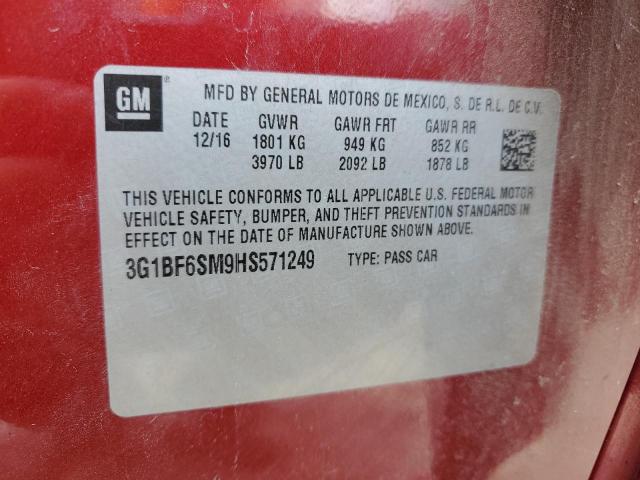 GM
MFD BY GENERAL MOTORS DE MEXICO, S. DE R.L. DE C.V.
DATE GVWR GAWR FRT GAWR RR
12/16 1801 KG 949 KG 852 KG
3970 LB 2092 LB 1878 LB
THIS VEHICLE CONFORMS TO ALL APPLICABLE U.S. FEDERAL MOTOR
VEHICLE SAFETY, BUMPER, AND THEFT PREVENTION STANDARDS IN
EFFECT ON THE DATE OF MANUFACTURE SHOWN ABOVE.
3G1BF6SM9HS571249 TYPE: PASS CAR